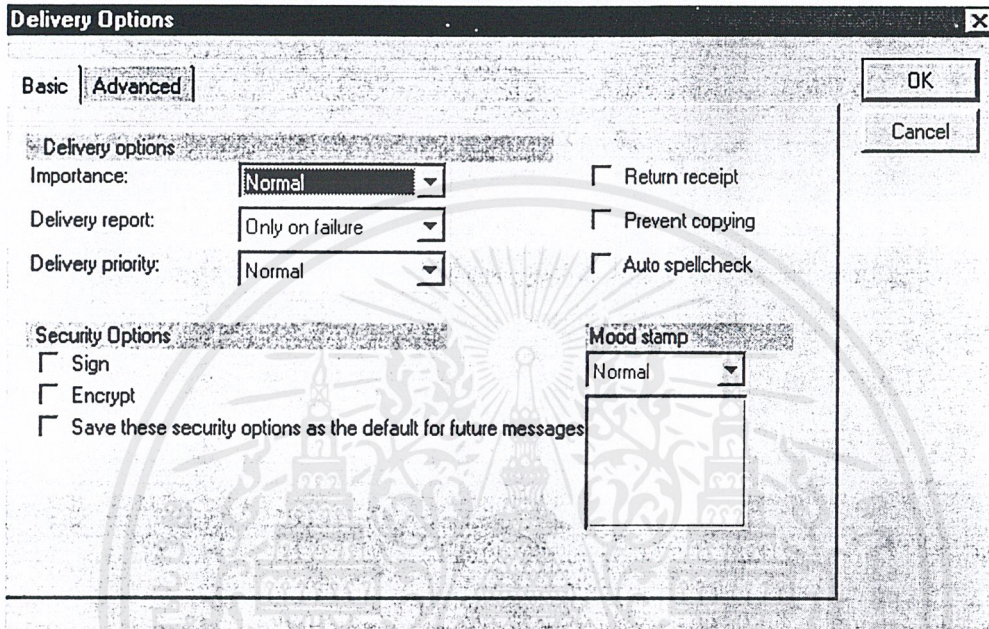 Delivery Options
Basic
Advanced
OK
Cancel
Delivery options
Importance:
Normal
Return receipt
Delivery report:
Only on failure
Prevent copying
Delivery priority:
Normal
Auto spellcheck
Security Options
Mood stamp
Sign
Normal
Encrypt
Save these security options as the default for future messages